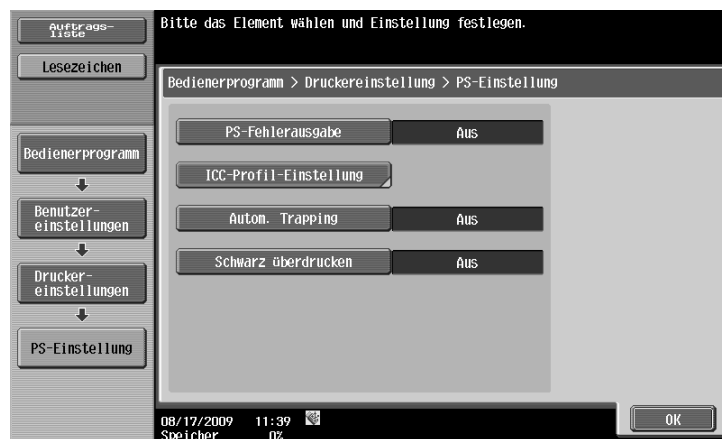 Auftrags-
liste
Bitte das Element wählen und Einstellung festlegen.
Lesezeichen
Bedienerprogramm > Druckereinstellung > PS-Einstellung
PS-Fehlerausgabe Aus
Bedienerprogramm
ICC-Profil-Einstellung
Benutzer-
einstellungen
Autom. Trapping Aus
Schwarz überdrucken Aus
Drucker-
einstellungen
PS-Einstellung
08/17/2009 11:39
Speicher 0%
OK